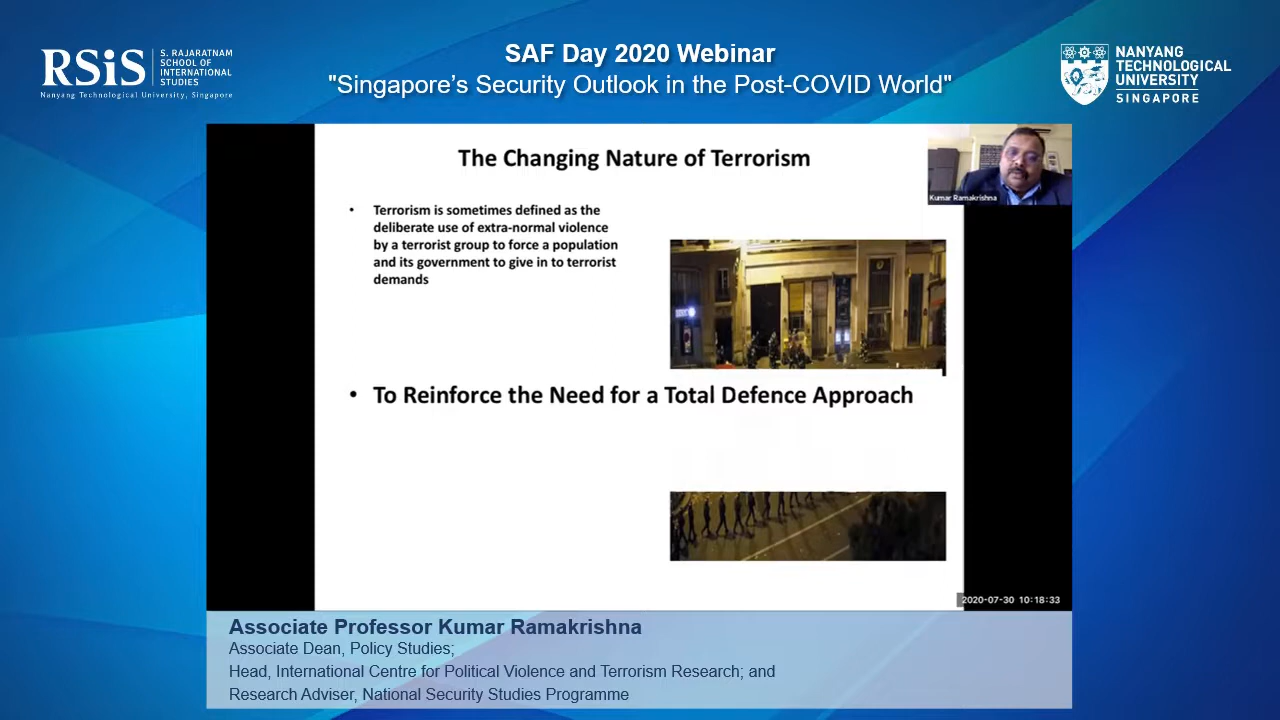 RSiS
S. RAJARATNAM
SCHOOL OF
INTERNATIONAL
STUDIES
Nanyang Technological University, Singapore
SAF Day 2020 Webinar
"Singapore’s Security Outlook in the Post-COVID World"
NANYANG
TECHNOLOGICAL
UNIVERSITY
SINGAPORE
The Changing Nature of Terrorism
Kumar Ramakrishna
• Terrorism is sometimes defined as the
deliberate use of extra-normal violence
by a terrorist group to force a population
and its government to give in to terrorist
demands
• To Reinforce the Need for a Total Defence Approach
2020-07-30 10:18:33
Associate Professor Kumar Ramakrishna
Associate Dean, Policy Studies;
Head, International Centre for Political Violence and Terrorism Research; and
Research Adviser, National Security Studies Programme